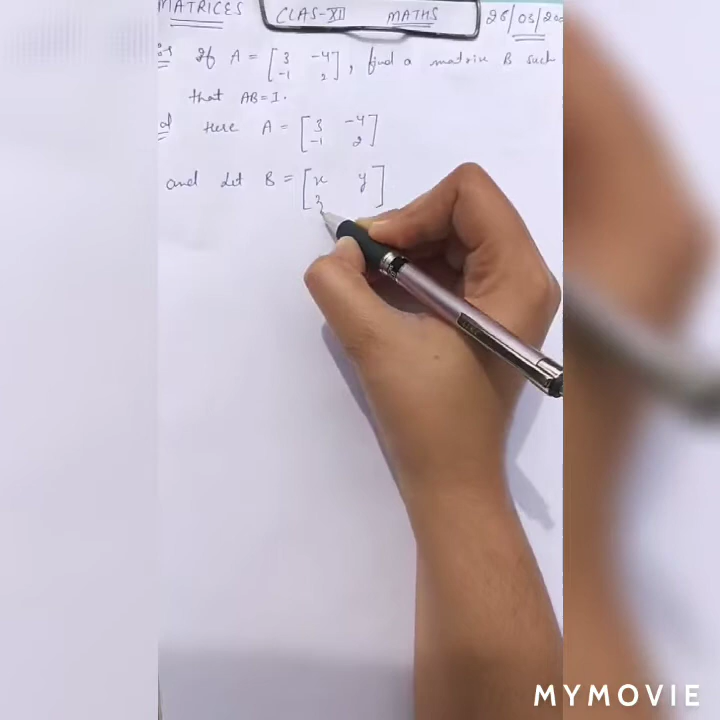 MATRICES CLAS-XII MATHS 26/03/20
If A = [3 -4
-1 2], find a matrix B such
that AB=I.
Here A = [3 -4
-1 2]
and let B = [x y
z ]
MYMOVIE